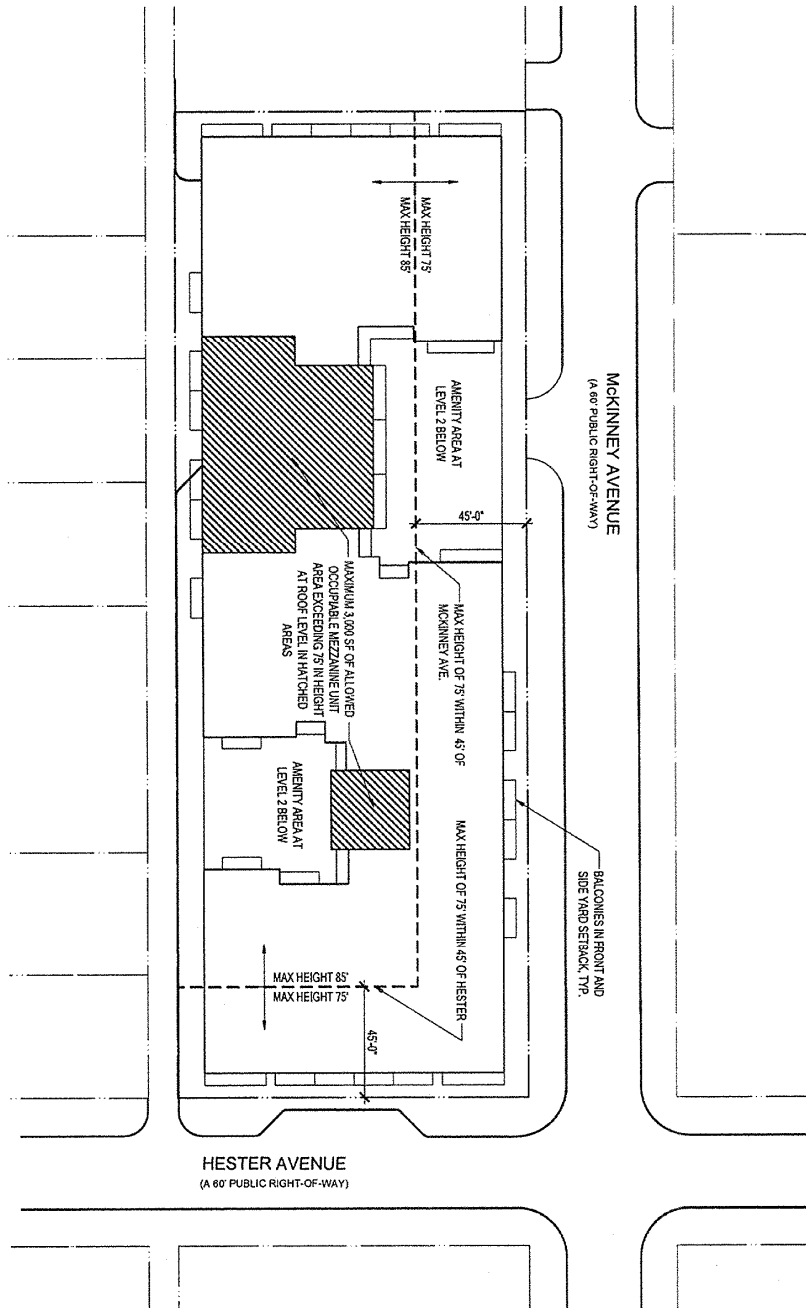 McKINNEY AVENUE
(A 60' PUBLIC RIGHT-OF-WAY)
MAX HEIGHT 75'
MAX HEIGHT 85'
AMENITY AREA AT
LEVEL 2 BELOW
45'-0"
MAX HEIGHT OF 75' WITHIN 45' OF
MCKINNEY AVE.
MAXIMUM 3,000 SF OF ALLOWED
OCCUPIABLE MEZZANINE UNIT
AREA EXCEEDING 75' IN HEIGHT
AT ROOF LEVEL IN HATCHED
AREAS
AMENITY AREA AT
LEVEL 2 BELOW
MAX HEIGHT OF 75' WITHIN 45' OF HESTER
BALCONIES IN FRONT AND
SIDE YARD SETBACK, TYP.
MAX HEIGHT 85'
MAX HEIGHT 75'
45'-0"
HESTER AVENUE
(A 60' PUBLIC RIGHT-OF-WAY)